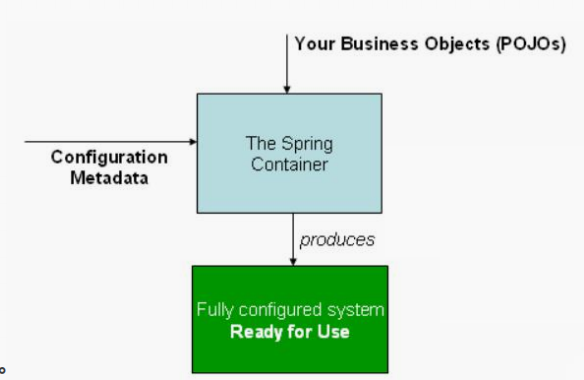 Your Business Objects (POJOs)
The Spring
Container
Configuration
Metadata
produces
Fully configured system
Ready for Use